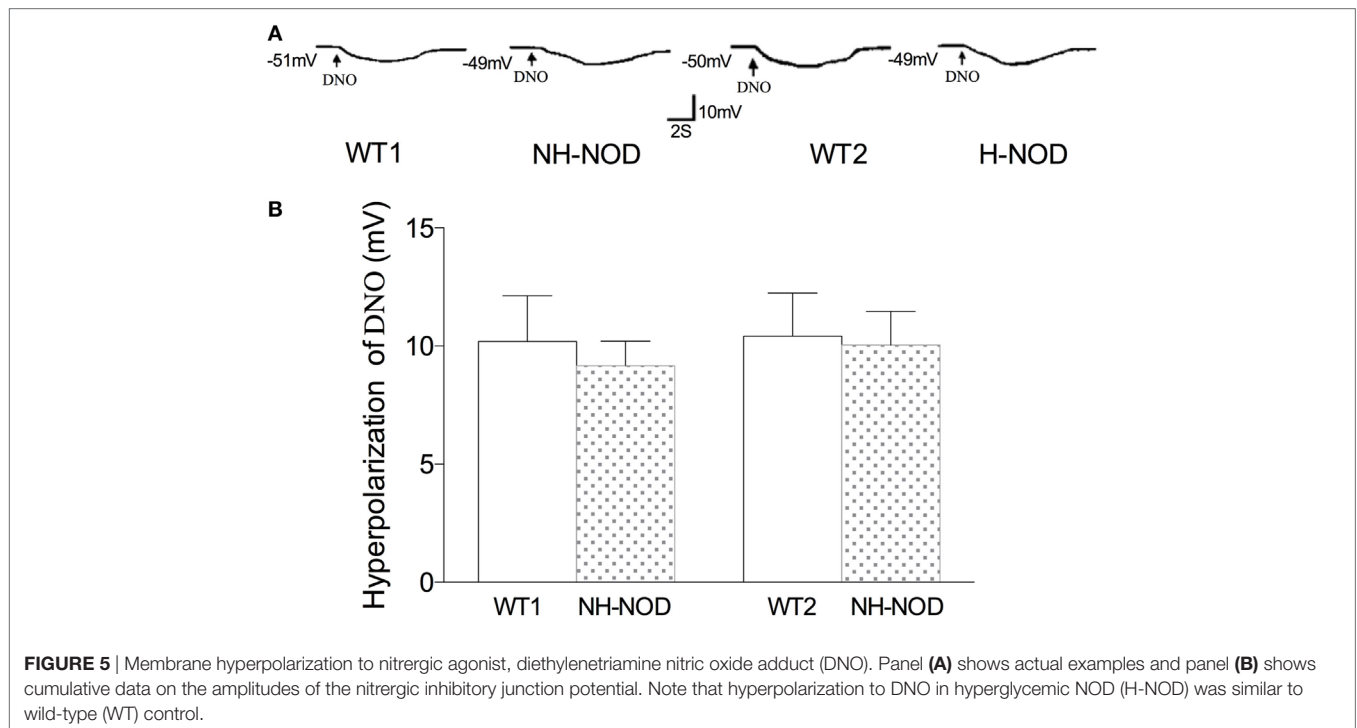 A
-51mV
DNO
-49mV
DNO
-50mV
DNO
-49mV
DNO
10mV
2S
WT1 NH-NOD WT2 H-NOD
B
Hyperpolarization of DNO (mV)
15
10
5
0
WT1 NH-NOD WT2 NH-NOD
FIGURE 5 | Membrane hyperpolarization to nitrergic agonist, diethylenetriamine nitric oxide adduct (DNO). Panel (A) shows actual examples and panel (B) shows
cumulative data on the amplitudes of the nitrergic inhibitory junction potential. Note that hyperpolarization to DNO in hyperglycemic NOD (H-NOD) was similar to
wild-type (WT) control.